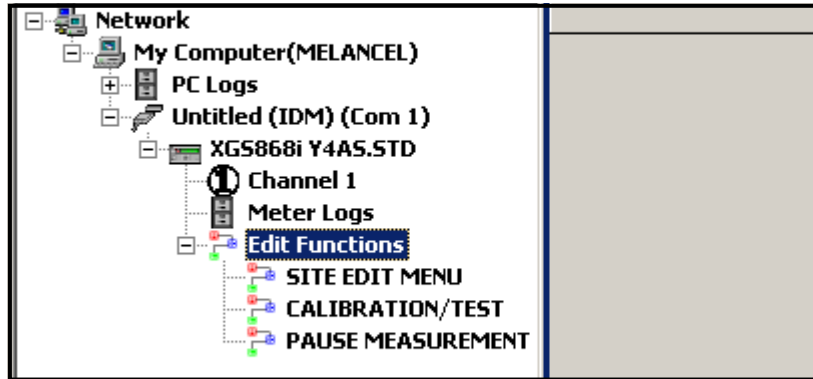 Network
My Computer(MELANCEL)
PC Logs
Untitled (IDM) (Com 1)
XGS868i Y4AS.STD
1 Channel 1
Meter Logs
Edit Functions
SITE EDIT MENU
CALIBRATION/TEST
PAUSE MEASUREMENT